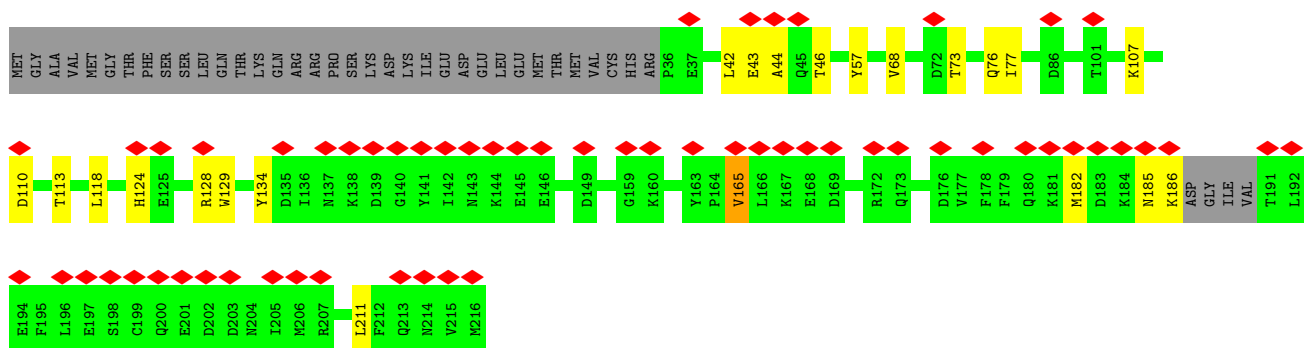 MET GLY ALA VAL MET GLY THR PHE SER SER LEU GLN THR LYS GLN ARG ARG PRO SER LYS ASP LYS ILE GLU ASP GLU LEU GLU MET THR MET VAL CYS HIS ARG P36 E37 L42 E43 A44 Q45 T46 Y57 V68 D72 T73 Q76 I77 D86 T101 K107
D110 T113 L118 H124 E125 R128 W129 Y134 D135 I136 N137 K138 D139 G140 Y141 I142 N143 K144 E145 E146 D149 G159 K160 Y163 P164 V165 L166 K167 E168 D169 R172 Q173 D176 V177 F178 F179 Q180 K181 M182 D183 K184 N185 K186 ASP GLY ILE VAL T191 L192
E194 F195 L196 E197 S198 C199 Q200 E201 D202 D203 N204 I205 M206 R207 L211 F212 Q213 N214 V215 M216